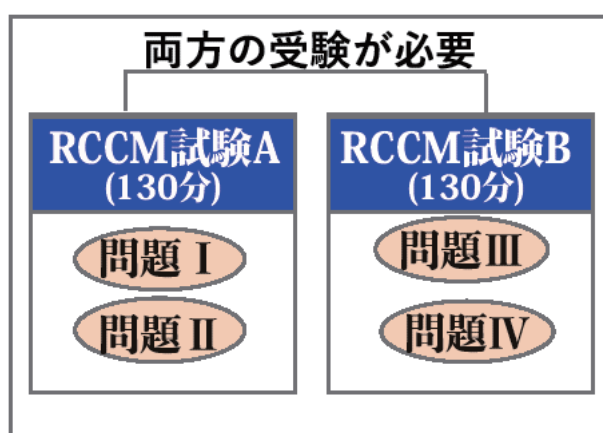 両方の受験が必要
RCCM試験A
(130分)
問題Ⅰ
問題Ⅱ
RCCM試験B
(130分)
問題Ⅲ
問題Ⅳ